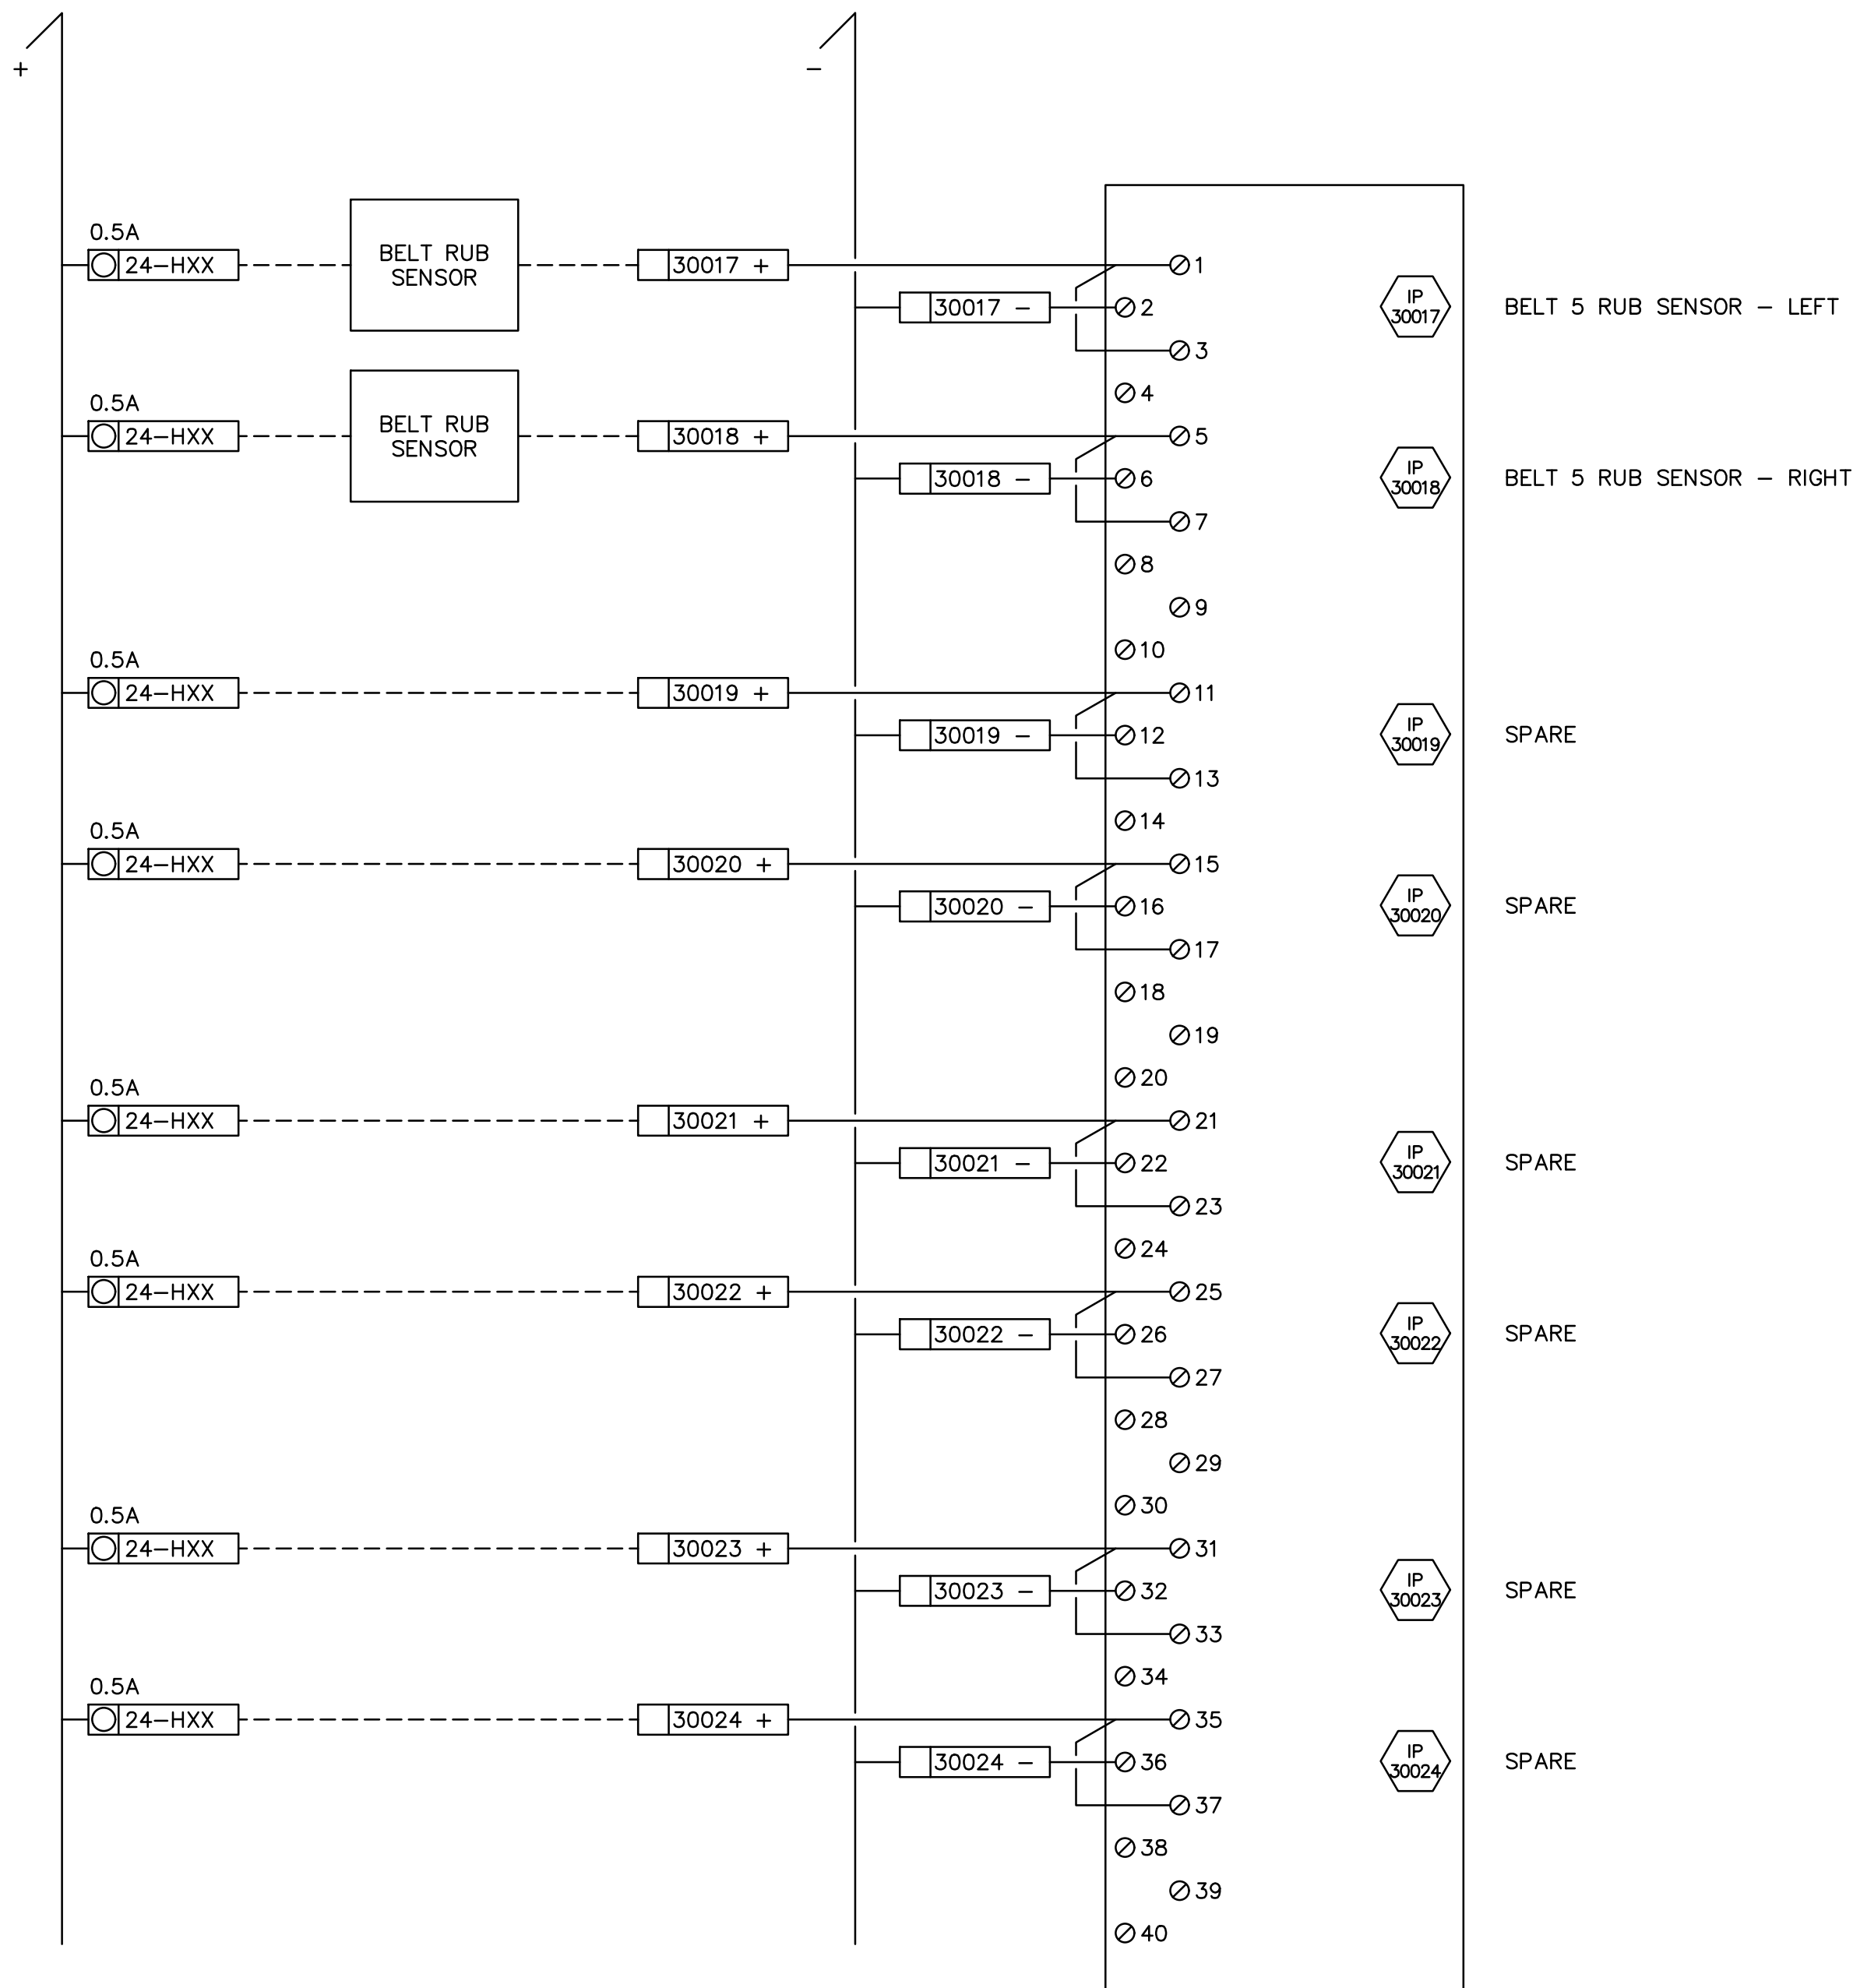 +
-
0.5A
24-HXX
BELT RUB
SENSOR
30017 +
1
30017 -
2
IP
30017
BELT 5 RUB SENSOR - LEFT
3
4
0.5A
24-HXX
BELT RUB
SENSOR
30018 +
5
30018 -
6
IP
30018
BELT 5 RUB SENSOR - RIGHT
7
8
9
10
0.5A
24-HXX
30019 +
11
30019 -
12
IP
30019
SPARE
13
14
0.5A
24-HXX
30020 +
15
30020 -
16
IP
30020
SPARE
17
18
19
20
0.5A
24-HXX
30021 +
21
30021 -
22
IP
30021
SPARE
23
24
0.5A
24-HXX
30022 +
25
30022 -
26
IP
30022
SPARE
27
28
29
30
0.5A
24-HXX
30023 +
31
30023 -
32
IP
30023
SPARE
33
34
0.5A
24-HXX
30024 +
35
30024 -
36
IP
30024
SPARE
37
38
39
40